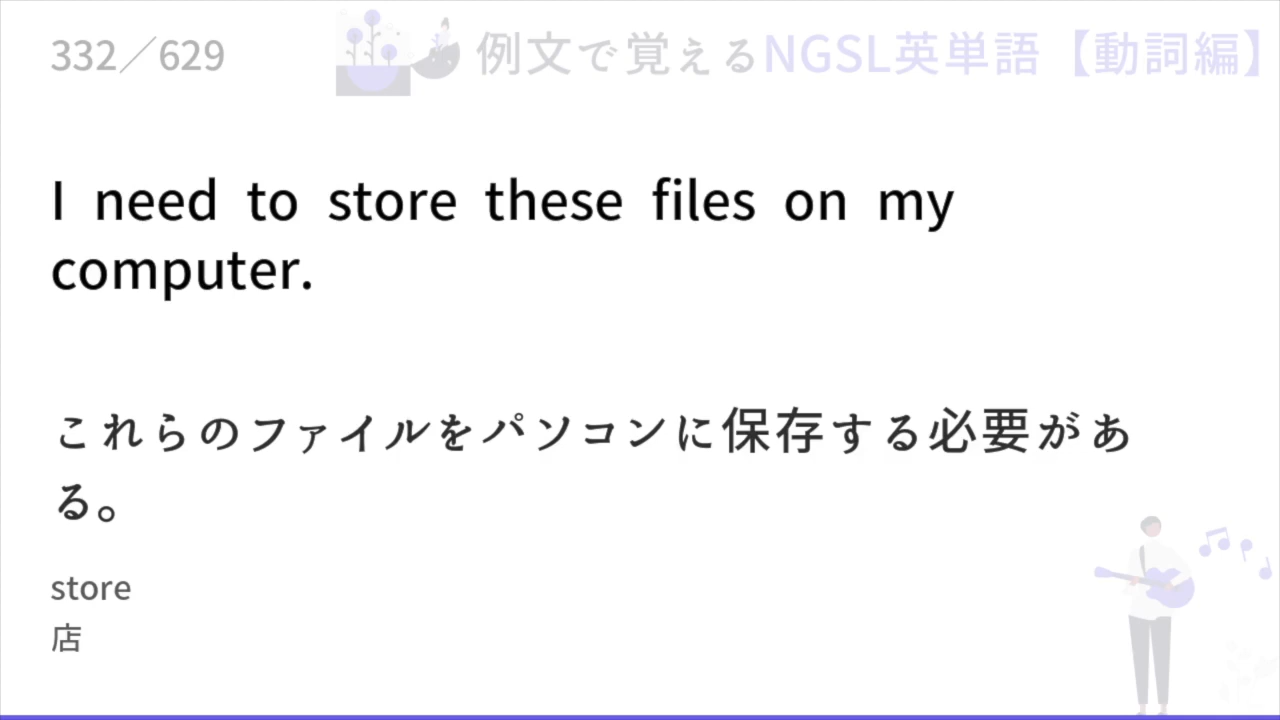 332／629
例文で覚えるNGSL英単語【動詞編】
I need to store these files on my
computer.
これらのファイルをパソコンに保存する必要があ
る。
store
店